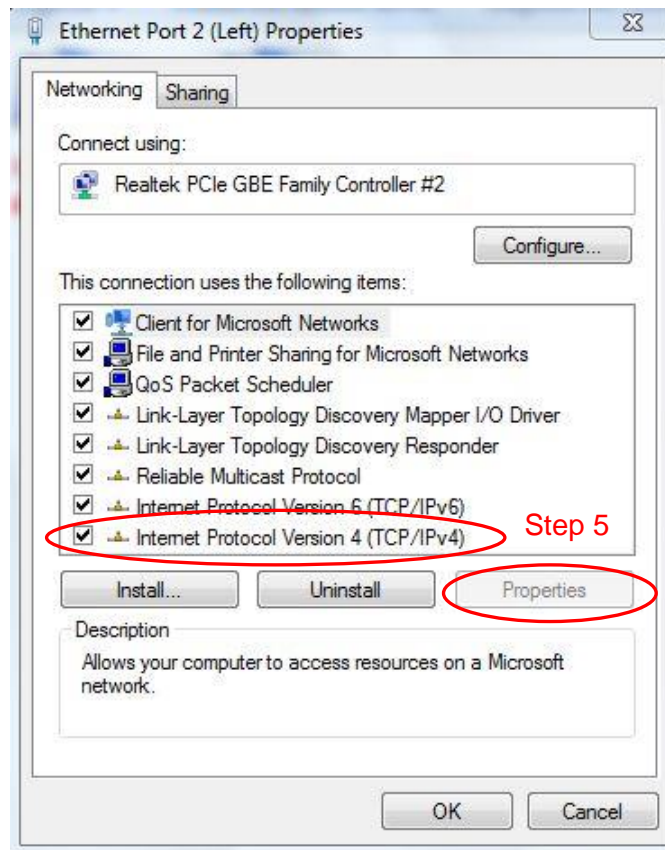 Ethernet Port 2 (Left) Properties
Networking
Sharing
Connect using:
Realtek PCIe GBE Family Controller #2
Configure...
This connection uses the following items:
Client for Microsoft Networks
File and Printer Sharing for Microsoft Networks
QoS Packet Scheduler
Link-Layer Topology Discovery Mapper I/O Driver
Link-Layer Topology Discovery Responder
Reliable Multicast Protocol
Internet Protocol Version 6 (TCP/IPv6)
Internet Protocol Version 4 (TCP/IPv4)
Step 5
Install...
Uninstall
Properties
Description
Allows your computer to access resources on a Microsoft
network.
OK
Cancel